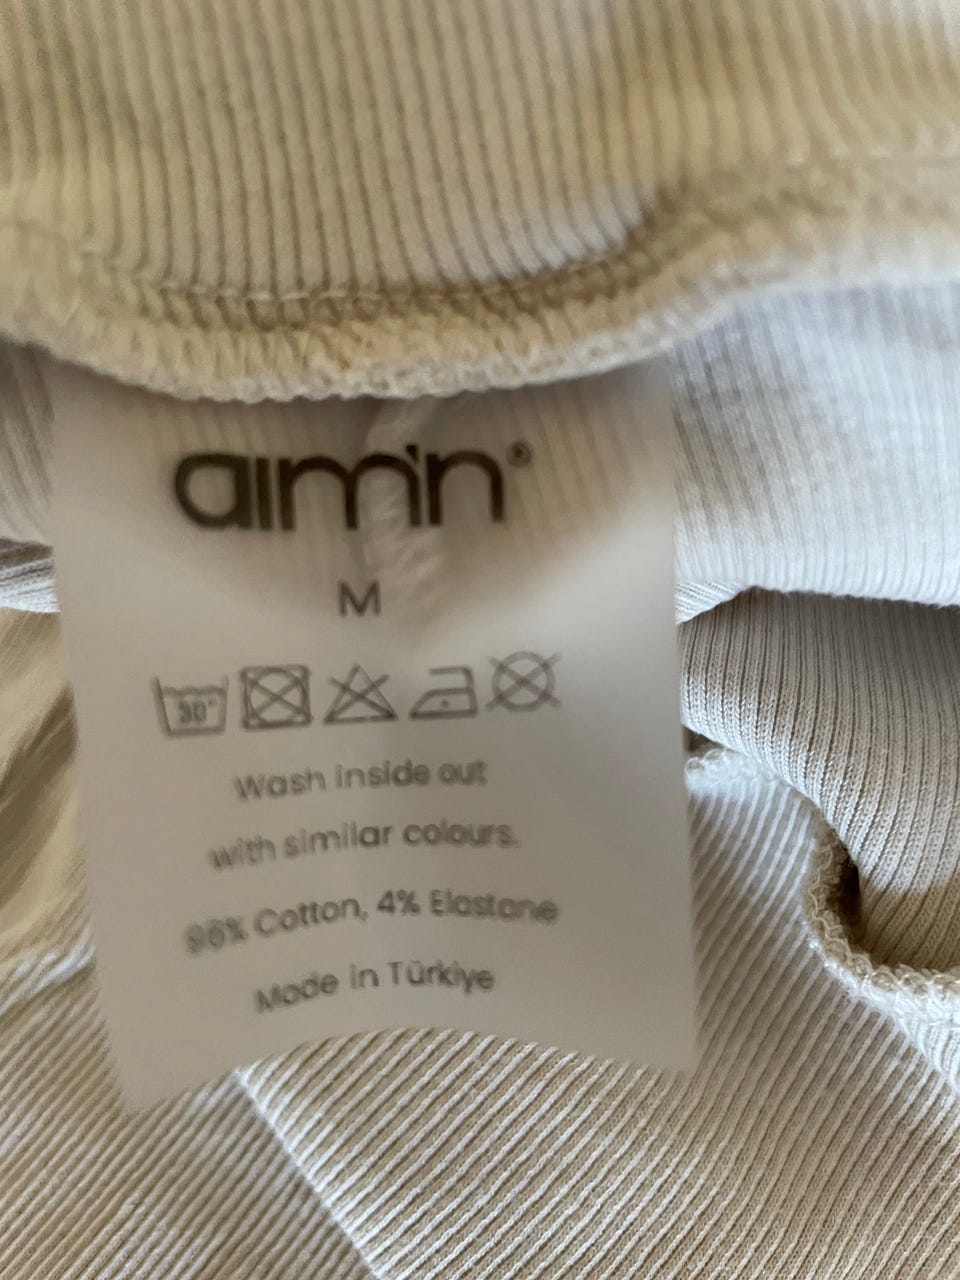 aim'n®
M
30°
Wash inside out
with similar colours.
96% Cotton, 4% Elastane
Made in Türkiye